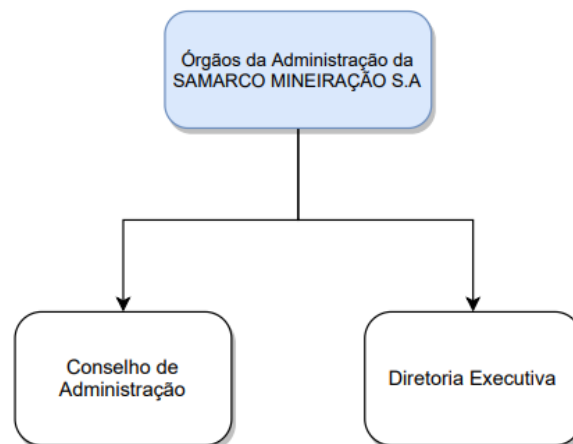 Órgãos da Administração da
SAMARCO MINEIRAÇÃO S.A
Conselho de
Administração
Diretoria Executiva